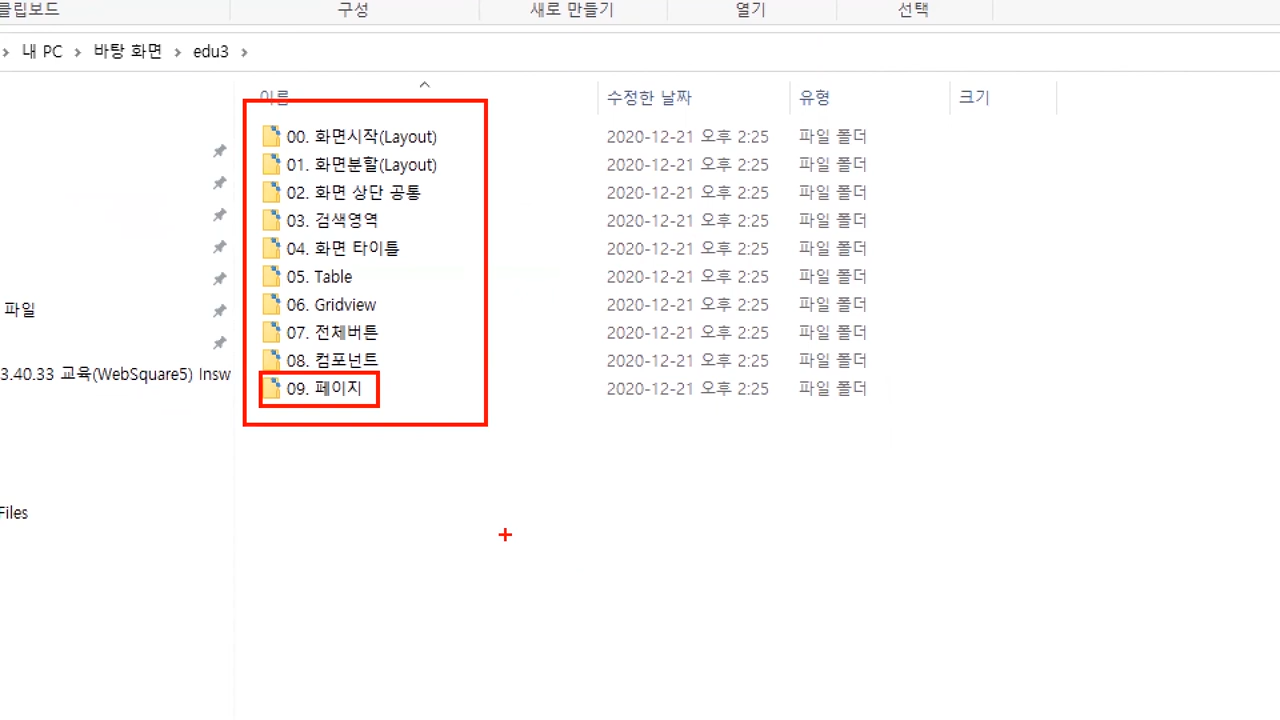 클립보드 구성 새로 만들기 열기 선택
› 내 PC › 바탕 화면 › edu3 ›
이름 수정한 날짜 유형 크기
00. 화면시작(Layout) 2020-12-21 오후 2:25 파일 폴더
01. 화면분할(Layout) 2020-12-21 오후 2:25 파일 폴더
02. 화면 상단 공통 2020-12-21 오후 2:25 파일 폴더
03. 검색영역 2020-12-21 오후 2:25 파일 폴더
04. 화면 타이틀 2020-12-21 오후 2:25 파일 폴더
05. Table 2020-12-21 오후 2:25 파일 폴더
06. Gridview 2020-12-21 오후 2:25 파일 폴더
07. 전체버튼 2020-12-21 오후 2:25 파일 폴더
08. 컴포넌트 2020-12-21 오후 2:25 파일 폴더
09. 페이지 2020-12-21 오후 2:25 파일 폴더
파일
3.40.33 교육(WebSquare5) Insw
Files